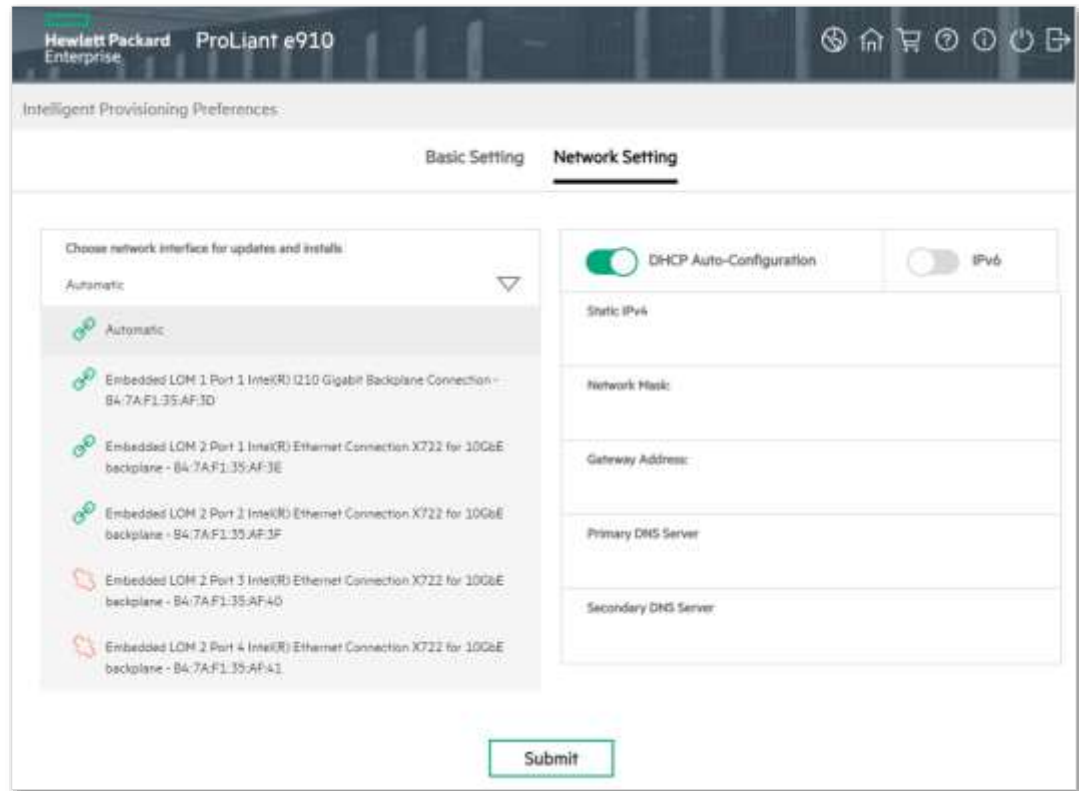 Hewlett Packard
Enterprise
ProLiant e910
Intelligent Provisioning Preferences
Basic Setting
Network Setting
Choose network interface for updates and installs
Automatic
Automatic
Embedded LOM 1 Port 1 Intel(R) I210 Gigabit Backplane Connection -
B4:7A:F1:35:AF:3D
Embedded LOM 2 Port 1 Intel(R) Ethernet Connection X722 for 10GbE
backplane - B4:7A:F1:35:AF:3E
Embedded LOM 2 Port 2 Intel(R) Ethernet Connection X722 for 10GbE
backplane - B4:7A:F1:35:AF:3F
Embedded LOM 2 Port 3 Intel(R) Ethernet Connection X722 for 10GbE
backplane - B4:7A:F1:35:AF:40
Embedded LOM 2 Port 4 Intel(R) Ethernet Connection X722 for 10GbE
backplane - B4:7A:F1:35:AF:41
DHCP Auto-Configuration
IPv6
Static IPv4
Network Mask:
Gateway Address:
Primary DNS Server
Secondary DNS Server
Submit